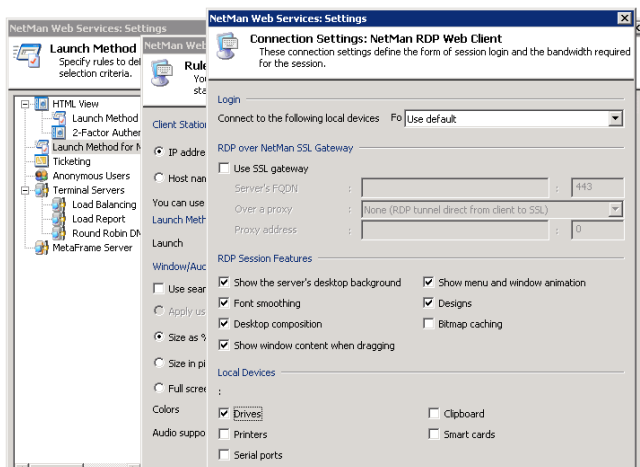 NetMan Web Services: Settings
Launch Method
Specify rules to del
selection criteria.
HTML View
Launch Method
2-Factor Auther
Launch Method for N
Ticketing
Anonymous Users
Terminal Servers
Load Balancing
Load Report
Round Robin DN
MetaFrame Server
NetMan Web
Rule
You
sta
Client Station
IP addre
Host nan
You can use
Launch Meth
Launch
Window/Aud
Use sear
Apply us
Size as %
Size in pi
Full scree
Colors
Audio suppo
NetMan Web Services: Settings
Connection Settings: NetMan RDP Web Client
These connection settings define the form of session login and the bandwidth required
for the session.
Login
Connect to the following local devices Fo Use default
RDP over NetMan SSL Gateway
Use SSL gateway
Server's FQDN : : 443
Over a proxy : None (RDP tunnel direct from client to SSL)
Proxy address : : 0
RDP Session Features
Show the server's desktop background Show menu and window animation
Font smoothing Designs
Desktop composition Bitmap caching
Show window content when dragging
Local Devices
:
Drives Clipboard
Printers Smart cards
Serial ports